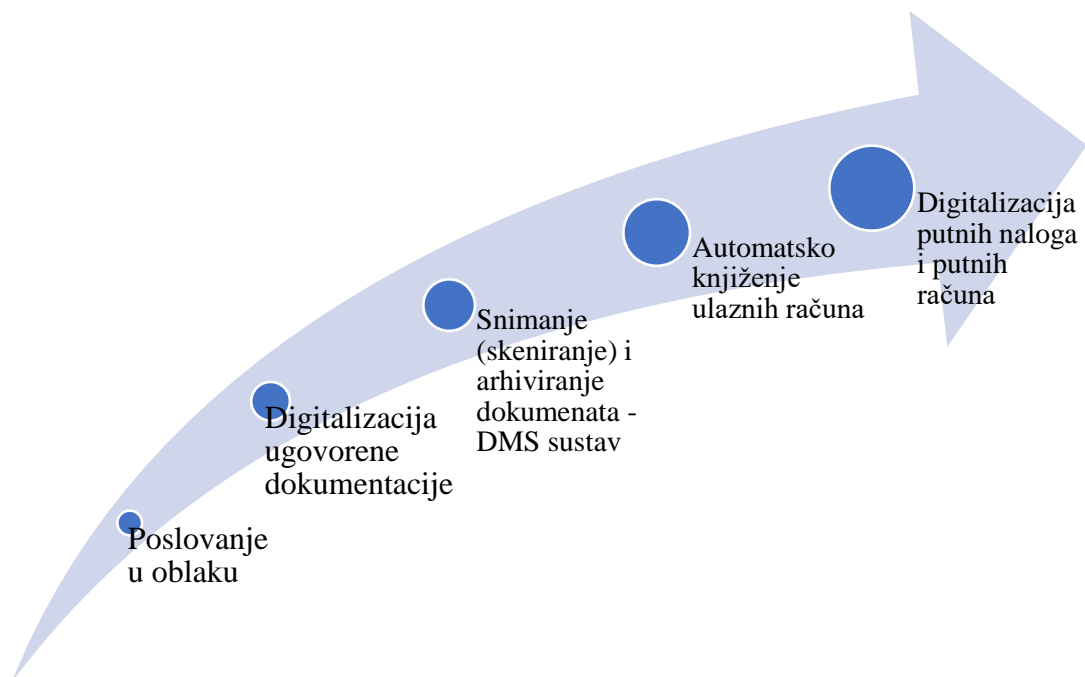 Poslovanje
u oblaku
Digitalizacija
ugovorene
dokumentacije
Snimanje
(skeniranje) i
arhiviranje
dokumenata -
DMS sustav
Automatsko
knjiženje
ulaznih računa
Digitalizacija
putnih naloga
i putnih
računa